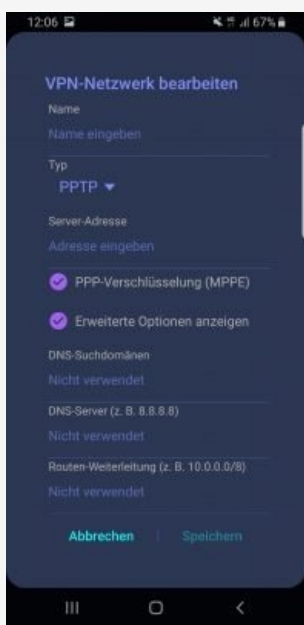 12:06 67%
VPN-Netzwerk bearbeiten
Name
Name eingeben
Typ
PPTP
Server-Adresse
Adresse eingeben
PPP-Verschlüsselung (MPPE)
Erweiterte Optionen anzeigen
DNS-Suchdomänen
Nicht verwendet
DNS-Server (z. B. 8.8.8.8)
Nicht verwendet
Routen-Weiterleitung (z. B. 10.0.0.0/8)
Nicht verwendet
Abbrechen Speichern